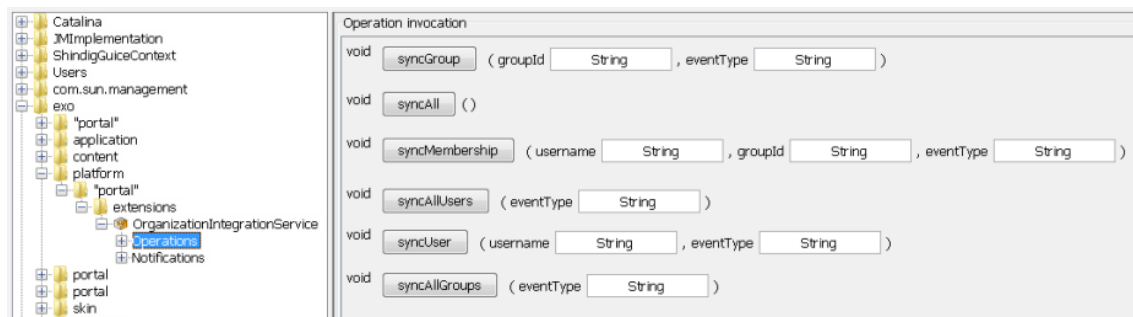 Catalina
JMImplementation
ShindigGuiceContext
Users
com.sun.management
exo
"portal"
application
content
platform
"portal"
extensions
OrganizationIntegrationService
Operations
Notifications
portal
portal
skin
Operation invocation
void syncGroup ( groupId String , eventType String )
void syncAll ()
void syncMembership ( username String , groupId String , eventType String )
void syncAllUsers ( eventType String )
void syncUser ( username String , eventType String )
void syncAllGroups ( eventType String )